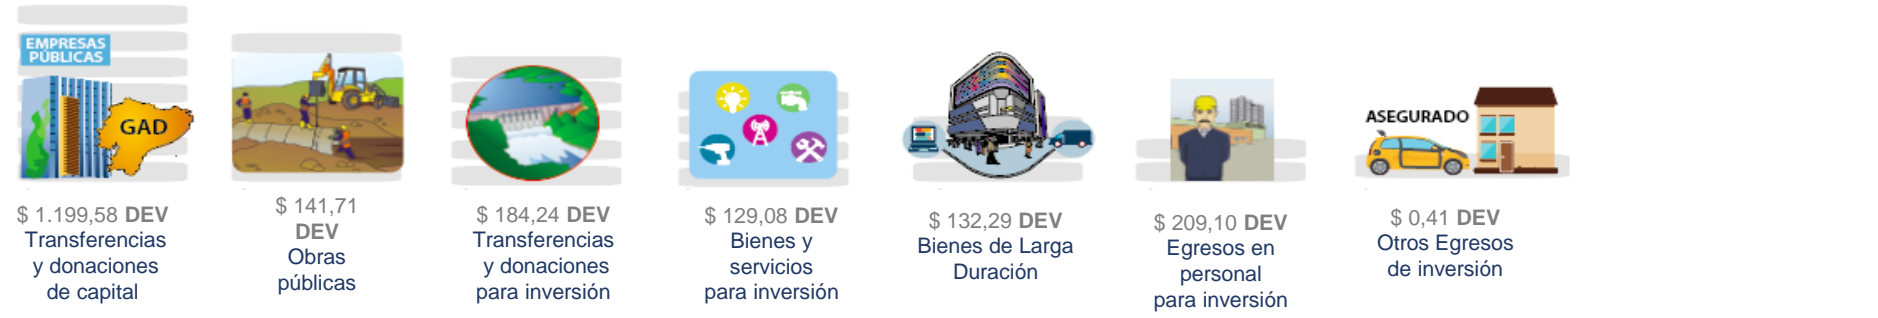 EMPRESAS
PÚBLICAS
GAD
$ 1.199,58 DEV
Transferencias
y donaciones
de capital
$ 141,71
DEV
Obras
públicas
$ 184,24 DEV
Transferencias
y donaciones
para inversión
$ 129,08 DEV
Bienes y
servicios
para inversión
$ 132,29 DEV
Bienes de Larga
Duración
$ 209,10 DEV
Egresos en
personal
para inversión
ASEGURADO
$ 0,41 DEV
Otros Egresos
de inversión